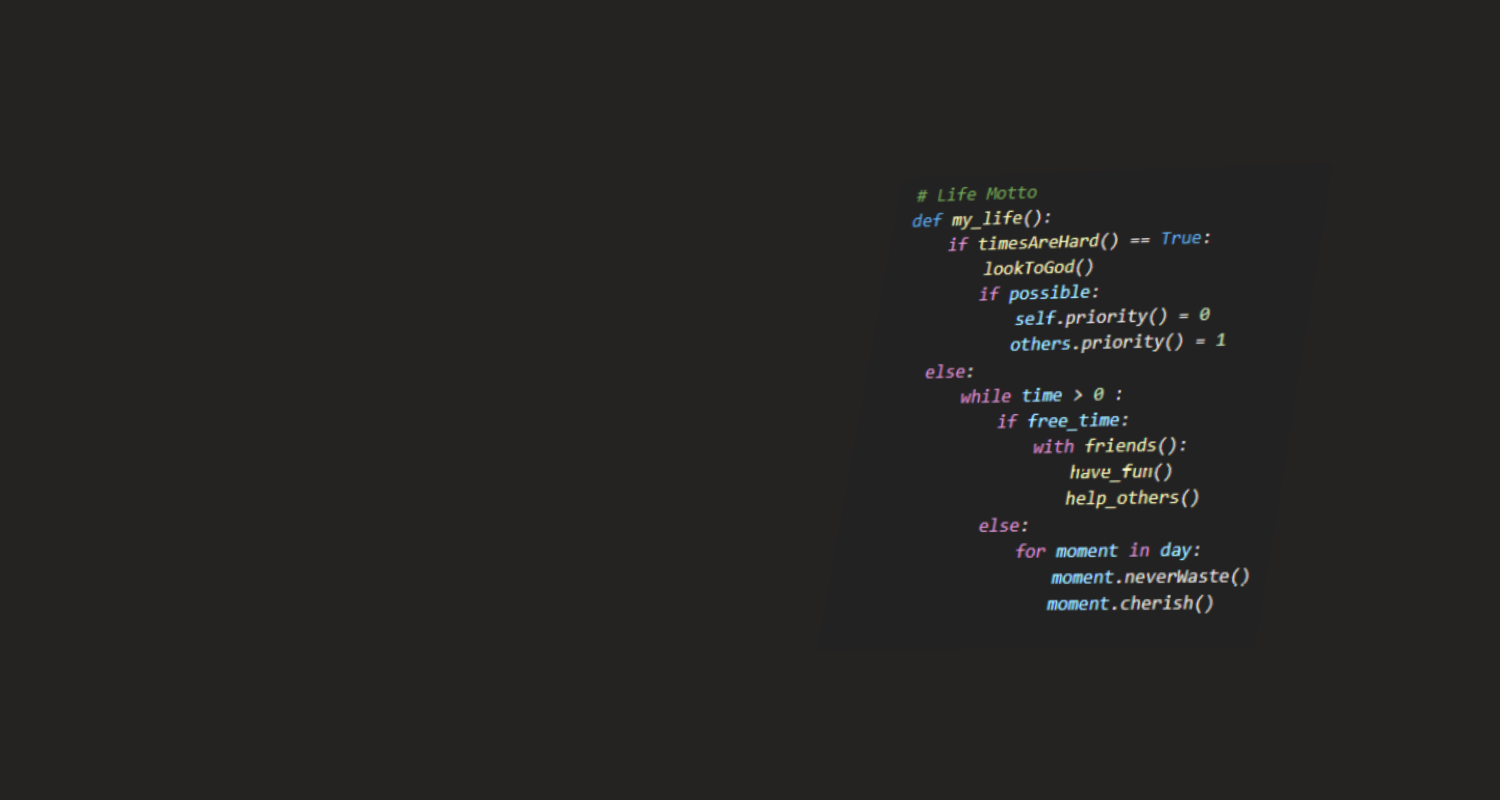 # Life Motto
def my_life():
    if timesAreHard() == True:
        lookToGod()
        if possible:
            self.priority() = 0
            others.priority() = 1
    else:
        while time > 0 :
            if free_time:
                with friends():
                    have_fun()
                    help_others()
            else:
                for moment in day:
                    moment.neverWaste()
                    moment.cherish()